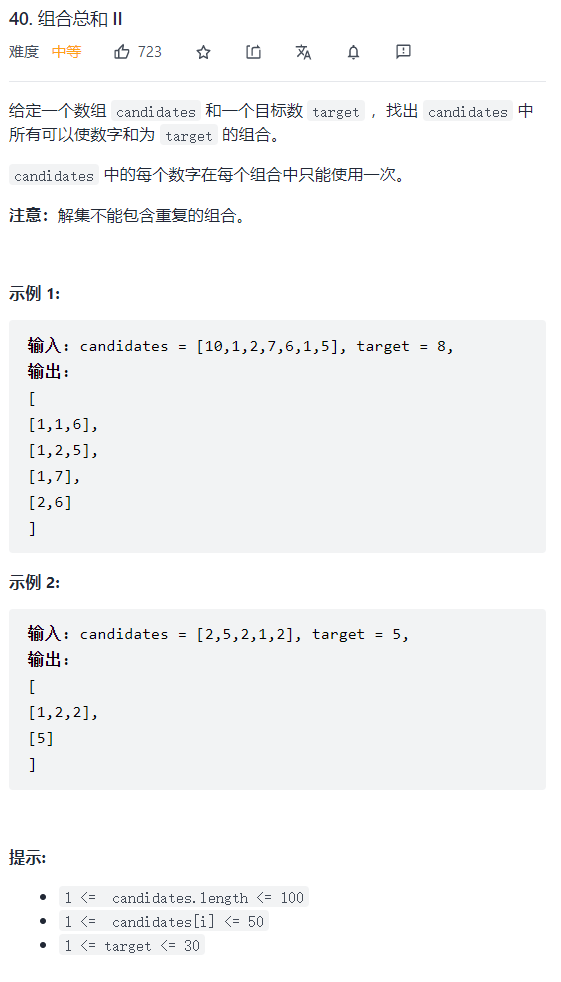 40. 组合总和 II
难度 中等 723
给定一个数组 candidates 和一个目标数 target ，找出 candidates 中
所有可以使数字和为 target 的组合。
candidates 中的每个数字在每个组合中只能使用一次。
注意：解集不能包含重复的组合。
示例 1:
输入: candidates = [10,1,2,7,6,1,5], target = 8,
输出:
[
[1,1,6],
[1,2,5],
[1,7],
[2,6]
]
示例 2:
输入: candidates = [2,5,2,1,2], target = 5,
输出:
[
[1,2,2],
[5]
]
提示:
1 <= candidates.length <= 100
1 <= candidates[i] <= 50
1 <= target <= 30